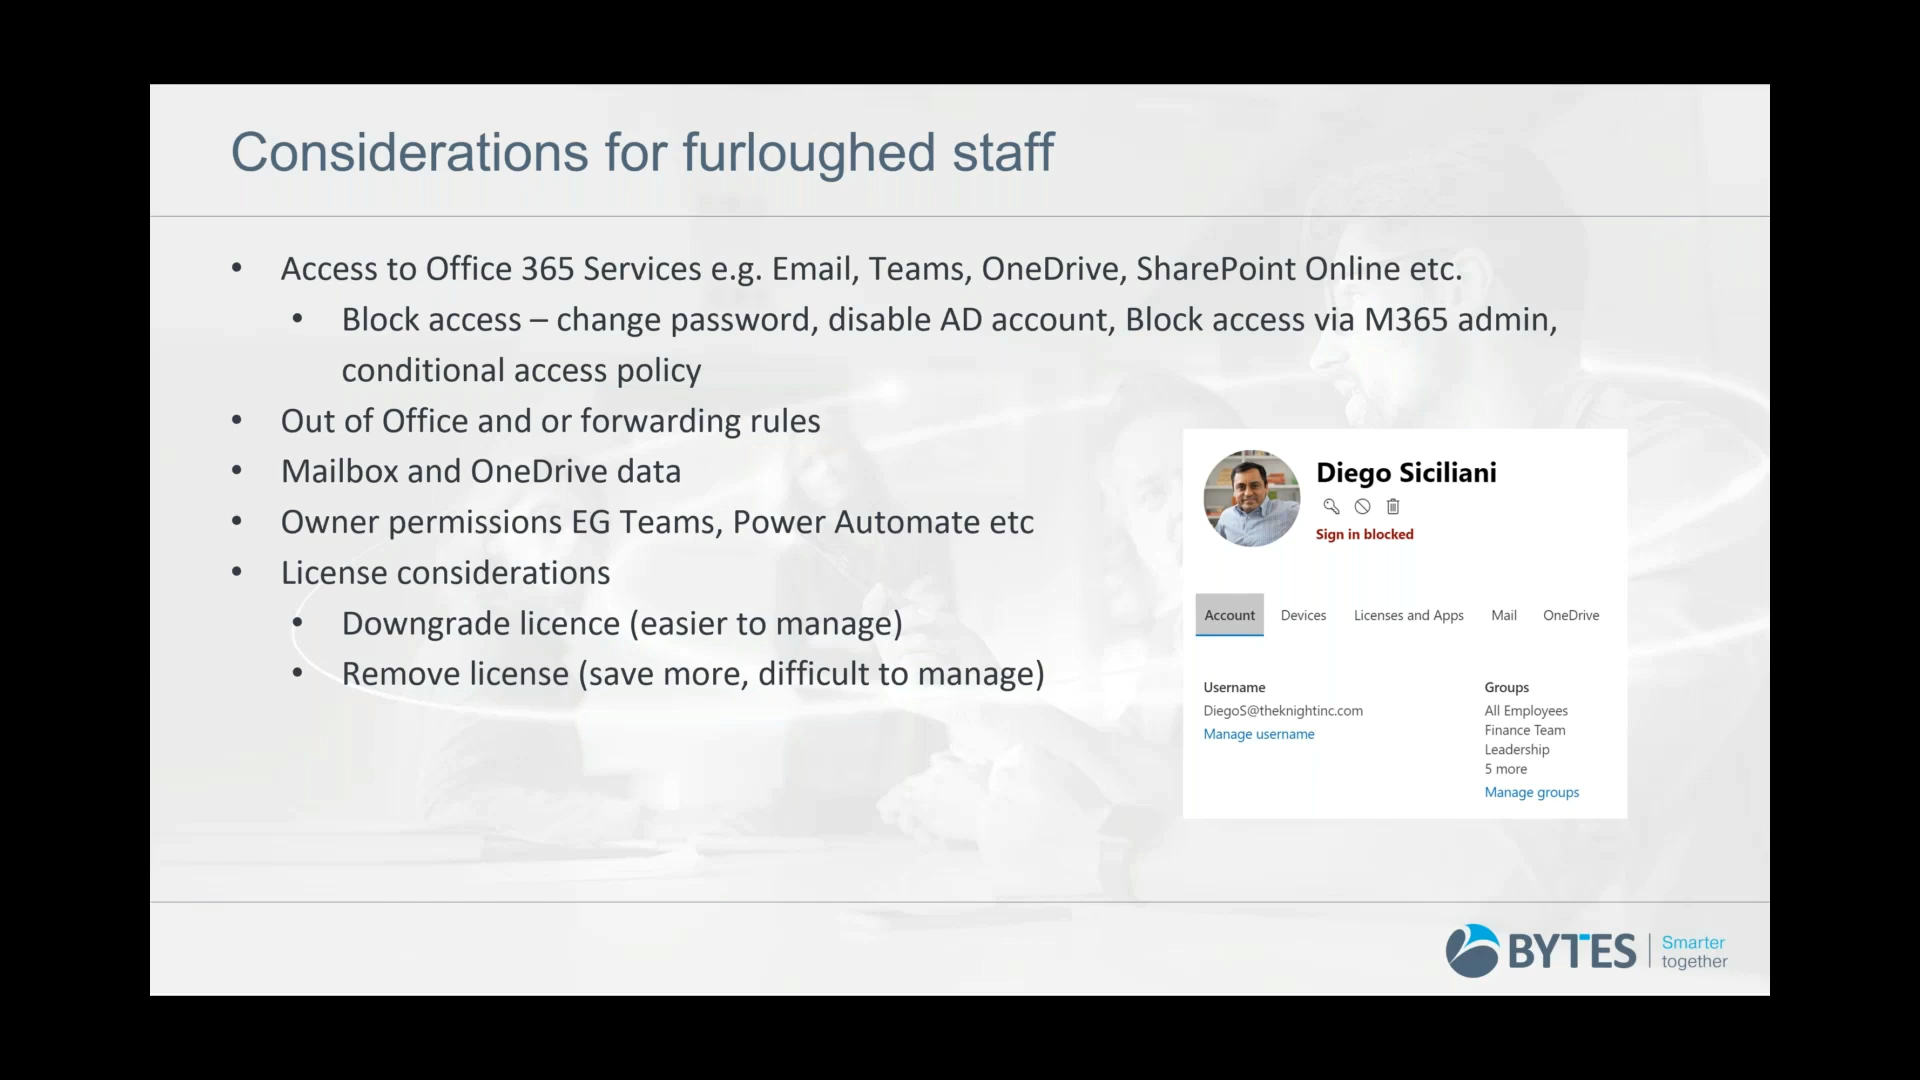 Considerations for furloughed staff
• Access to Office 365 Services e.g. Email, Teams, OneDrive, SharePoint Online etc.
• Block access – change password, disable AD account, Block access via M365 admin,
conditional access policy
• Out of Office and or forwarding rules
• Mailbox and OneDrive data
• Owner permissions EG Teams, Power Automate etc
• License considerations
• Downgrade licence (easier to manage)
• Remove license (save more, difficult to manage)
Diego Siciliani
Sign in blocked
Account Devices Licenses and Apps Mail OneDrive
Username
DiegoS@theknightinc.com
Manage username
Groups
All Employees
Finance Team
Leadership
5 more
Manage groups
BYTES
Smarter
together